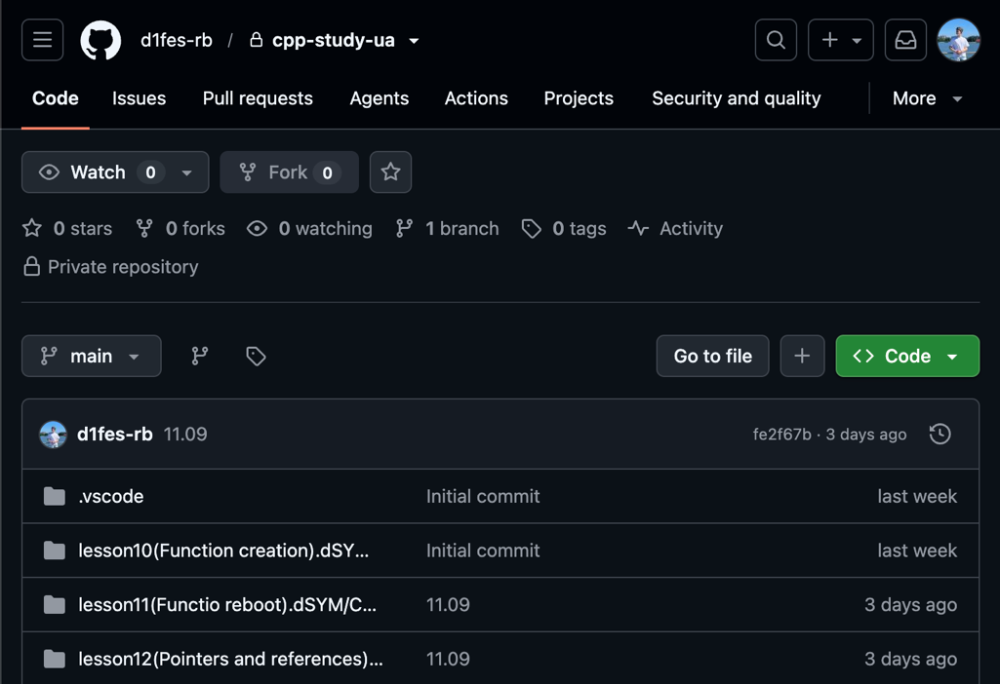 d1fes-rb / cpp-study-ua
Code Issues Pull requests Agents Actions Projects Security and quality More
Watch 0 Fork 0
0 stars 0 forks 0 watching 1 branch 0 tags Activity
Private repository
main Go to file Code
d1fes-rb 11.09 fe2f67b · 3 days ago
.vscode Initial commit last week
lesson10(Function creation).dSY... Initial commit last week
lesson11(Functio reboot).dSYM/C... 11.09 3 days ago
lesson12(Pointers and references)... 11.09 3 days ago